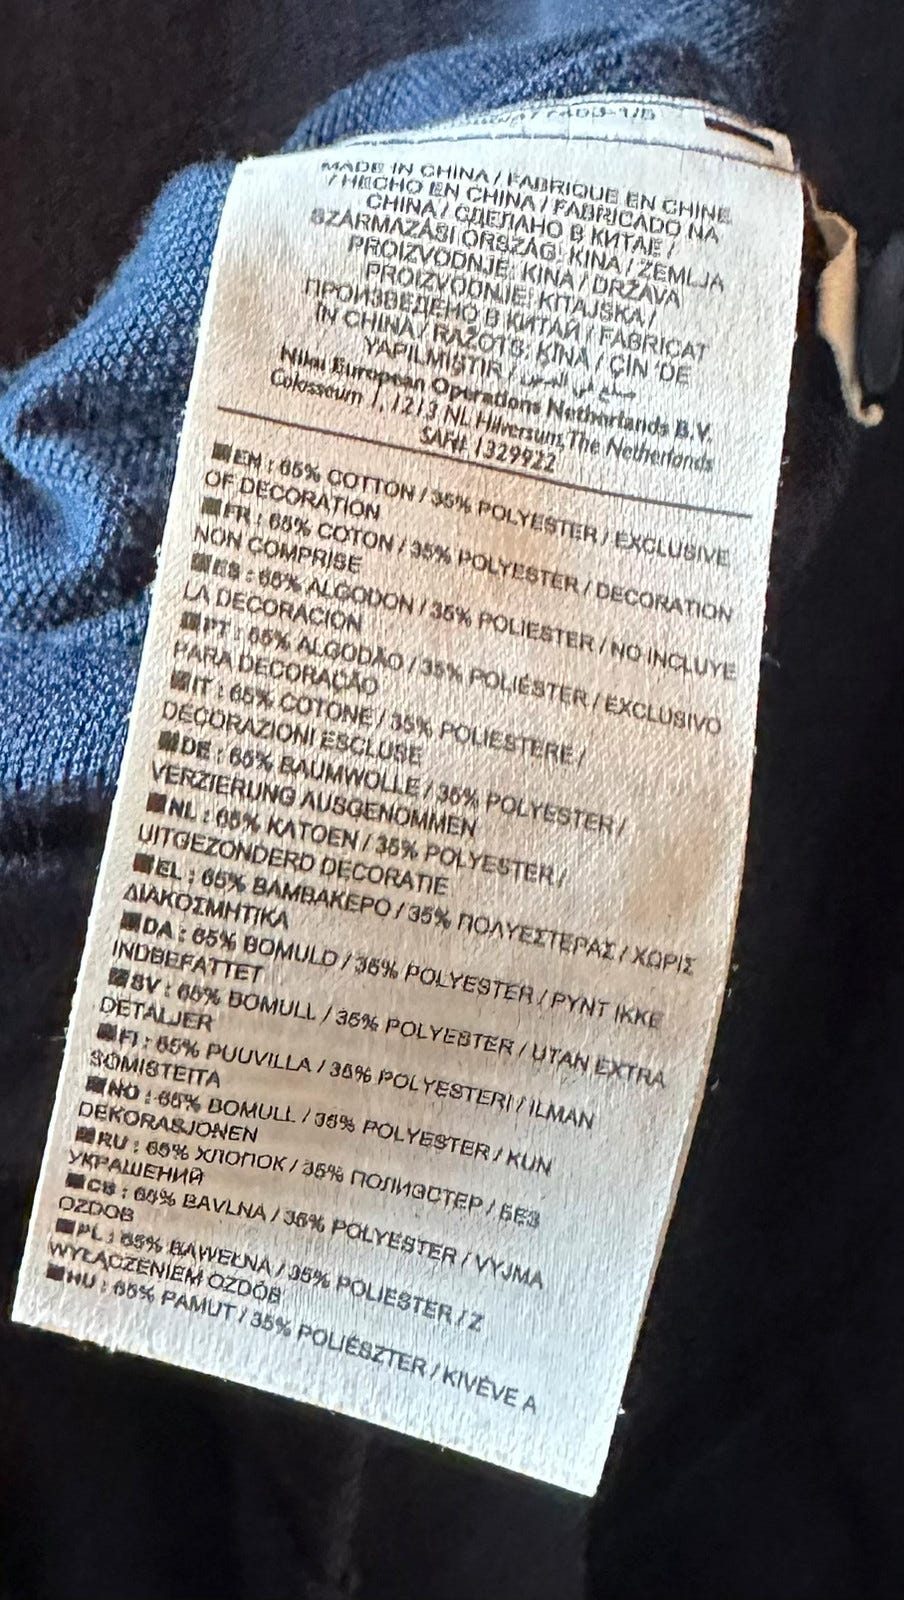 MADE IN CHINA / FABRIQUE EN CHINE
/ HECHO EN CHINA / FABRICADO NA
CHINA / СДЕЛАНО В КИТАЕ /
SZÁRMAZÁSI ORSZÁG: KINA / ZEMLJA
PROIZVODNJE: KINA / DRŽAVA
PROIZVODNJE: KITAJSKA /
ПРОИЗВЕДЕНО В КИТАЙ / FABRICAT
ÎN CHINA / RAŽOTS: ĶĪNA / ÇİN 'DE
YAPILMIŞTIR / صنع في الصين
Nike European Operations Netherlands B.V.
Colosseum 1, 1213 NL Hilversum, The Netherlands
SARL 1329922
EN : 65% COTTON / 35% POLYESTER / EXCLUSIVE
OF DECORATION
FR : 65% COTON / 35% POLYESTER / DECORATION
NON COMPRISE
ES : 65% ALGODON / 35% POLIESTER / NO INCLUYE
LA DECORACION
PT : 65% ALGODÃO / 35% POLIÉSTER / EXCLUSIVO
PARA DECORAÇÃO
IT : 65% COTONE / 35% POLIESTERE /
DECORAZIONI ESCLUSE
DE : 65% BAUMWOLLE / 35% POLYESTER /
VERZIERUNG AUSGENOMMEN
NL : 65% KATOEN / 35% POLYESTER /
UITGEZONDERD DECORATIE
EL : 65% ΒΑΜΒΑΚΕΡΟ / 35% ΠΟΛΥΕΣΤΕΡΑΣ / ΧΩΡΙΣ
ΔΙΑΚΟΣΜΗΤΙΚΑ
DA : 65% BOMULD / 35% POLYESTER / PYNT IKKE
INDBEFATTET
SV : 65% BOMULL / 35% POLYESTER / UTAN EXTRA
DETALJER
FI : 65% PUUVILLA / 35% POLYESTERI / ILMAN
SOMISTEITA
NO : 65% BOMULL / 35% POLYESTER / KUN
DEKORASJONEN
RU : 65% ХЛОПОК / 35% ПОЛИЭСТЕР / БЕЗ
УКРАШЕНИЙ
CS : 65% BAVLNA / 35% POLYESTER / VYJMA
OZDOB
PL : 65% BAWEŁNA / 35% POLIESTER / Z
WYŁĄCZENIEM OZDÓB
HU : 65% PAMUT / 35% POLIÉSZTER / KIVÉVE A